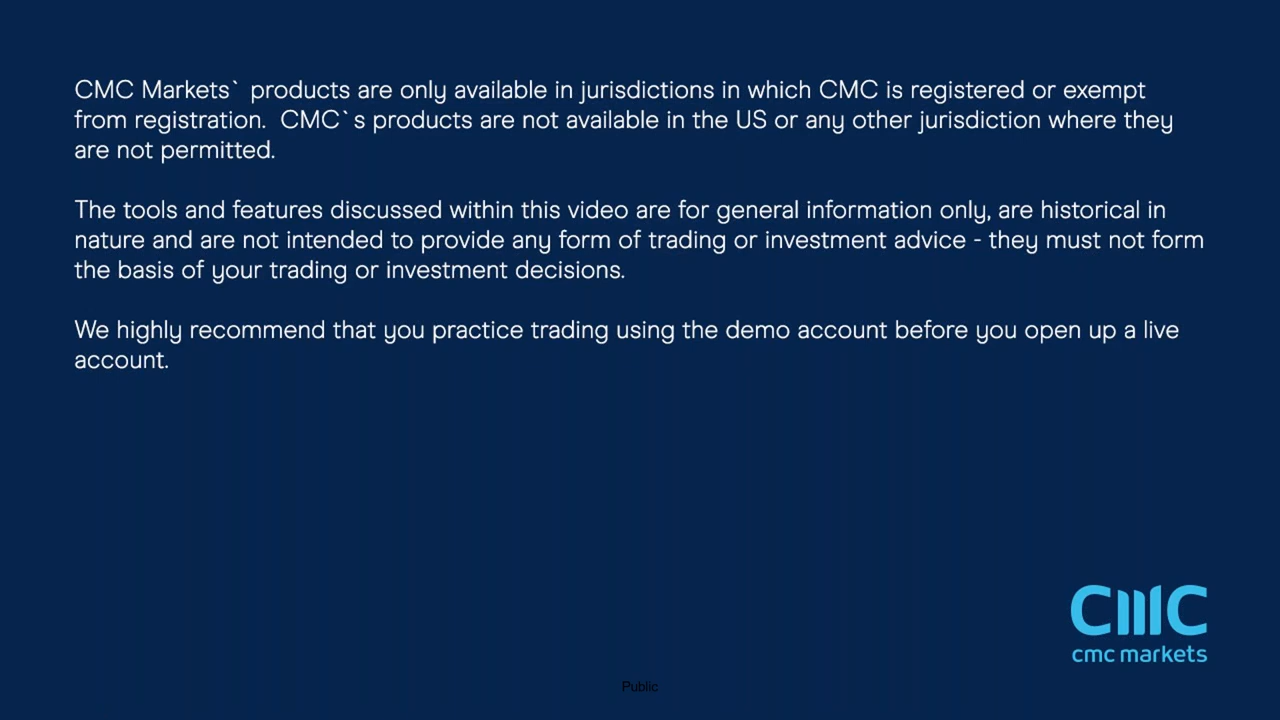 CMC Markets` products are only available in jurisdictions in which CMC is registered or exempt
from registration.  CMC`s products are not available in the US or any other jurisdiction where they
are not permitted.
The tools and features discussed within this video are for general information only, are historical in
nature and are not intended to provide any form of trading or investment advice - they must not form
the basis of your trading or investment decisions.
We highly recommend that you practice trading using the demo account before you open up a live
account.
CMC
cmc markets
Public